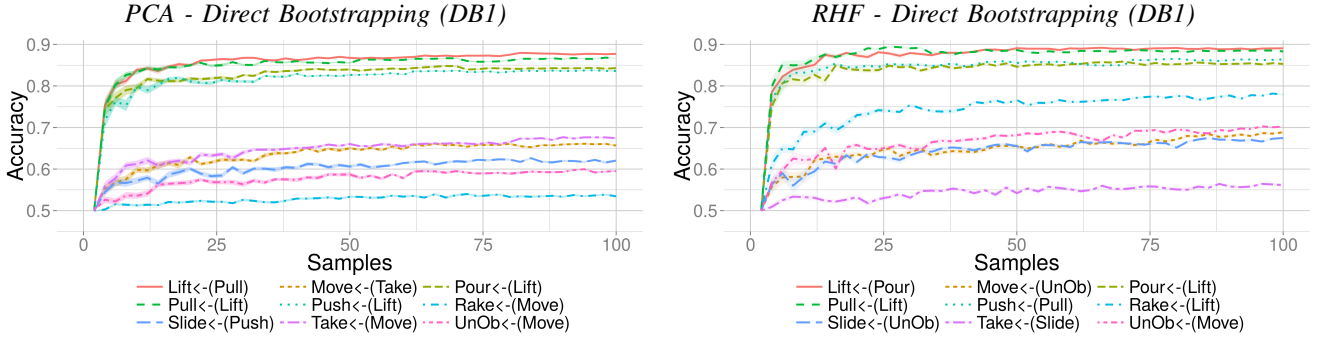 PCA - Direct Bootstrapping (DB1)
0.9
0.8
0.7
0.6
0.5
Accuracy
0 25 50 75 100
Samples
Lift<-(Pull) Move<-(Take) Pour<-(Lift)
Pull<-(Lift) Push<-(Lift) Rake<-(Move)
Slide<-(Push) Take<-(Move) UnOb<-(Move)
RHF - Direct Bootstrapping (DB1)
0.9
0.8
0.7
0.6
0.5
Accuracy
0 25 50 75 100
Samples
Lift<-(Pour) Move<-(UnOb) Pour<-(Lift)
Pull<-(Lift) Push<-(Pull) Rake<-(Lift)
Slide<-(UnOb) Take<-(Slide) UnOb<-(Move)